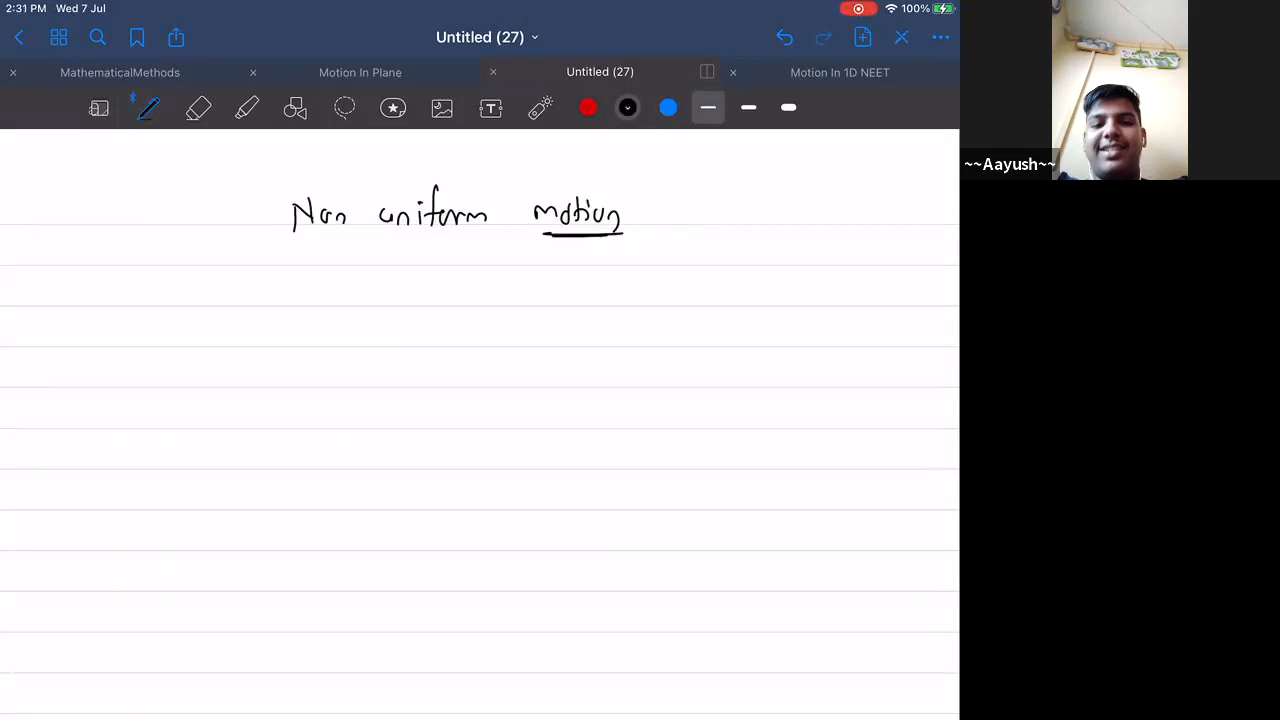 2:31 PM Wed 7 Jul
100%
Untitled (27)
MathematicalMethods
Motion In Plane
Untitled (27)
Motion In 1D NEET
T
~~Aayush~~
Non uniform motion